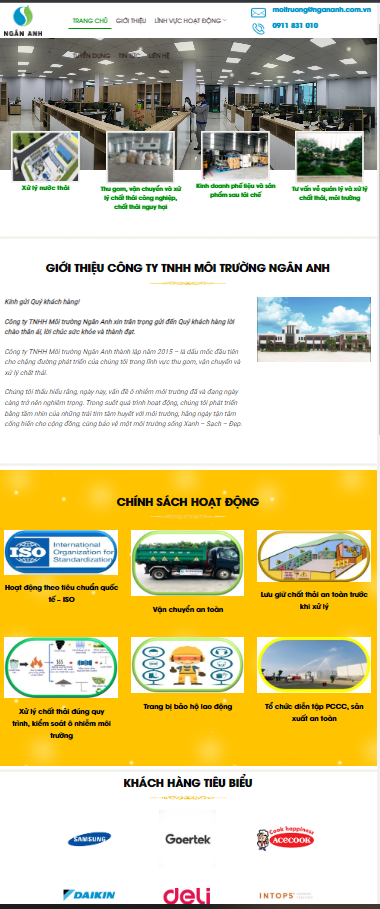 NGÂN ANH
TRANG CHỦ GIỚI THIỆU LĨNH VỰC HOẠT ĐỘNG
moitruong@ngananh.com.vn
0911 831 010
TUYỂN DỤNG TIN TỨC LIÊN HỆ
Xử lý nước thải
Thu gom, vận chuyển và xử
lý chất thải công nghiệp,
chất thải nguy hại
Kinh doanh phế liệu và sản
phẩm sau tái chế
Tư vấn về quản lý và xử lý
chất thải, môi trường
GIỚI THIỆU CÔNG TY TNHH MÔI TRƯỜNG NGÂN ANH
Kính gửi Quý khách hàng!
Công ty TNHH Môi trường Ngân Anh xin trân trọng gửi đến Quý khách hàng lời
chào thân ái, lời chúc sức khỏe và thành đạt.
Công ty TNHH Môi trường Ngân Anh thành lập năm 2015 – là dấu mốc đầu tiên
cho chặng đường phát triển của chúng tôi trong lĩnh vực thu gom, vận chuyển và
xử lý chất thải.
Chúng tôi thấu hiểu rằng, ngày nay, vấn đề ô nhiễm môi trường đã và đang ngày
càng trở nên nghiêm trọng. Trong suốt quá trình hoạt động, chúng tôi phát triển
bằng tầm nhìn của những trái tim tâm huyết với môi trường, hàng ngày tận tâm
cống hiến cho cộng đồng, cùng bảo vệ một môi trường sống Xanh – Sạch – Đẹp.
CHÍNH SÁCH HOẠT ĐỘNG
ISO
International
Organization for
Standardization
Hoạt động theo tiêu chuẩn quốc
tế – ISO
Vận chuyển an toàn
Lưu giữ chất thải an toàn trước
khi xử lý
Xử lý chất thải đúng quy
trình, kiểm soát ô nhiễm môi
trường
Trang bị bảo hộ lao động
Tổ chức diễn tập PCCC, sản
xuất an toàn
KHÁCH HÀNG TIÊU BIỂU
SAMSUNG
Goertek
Cook happiness
ACECOOK
DAIKIN
deli
INTOPS